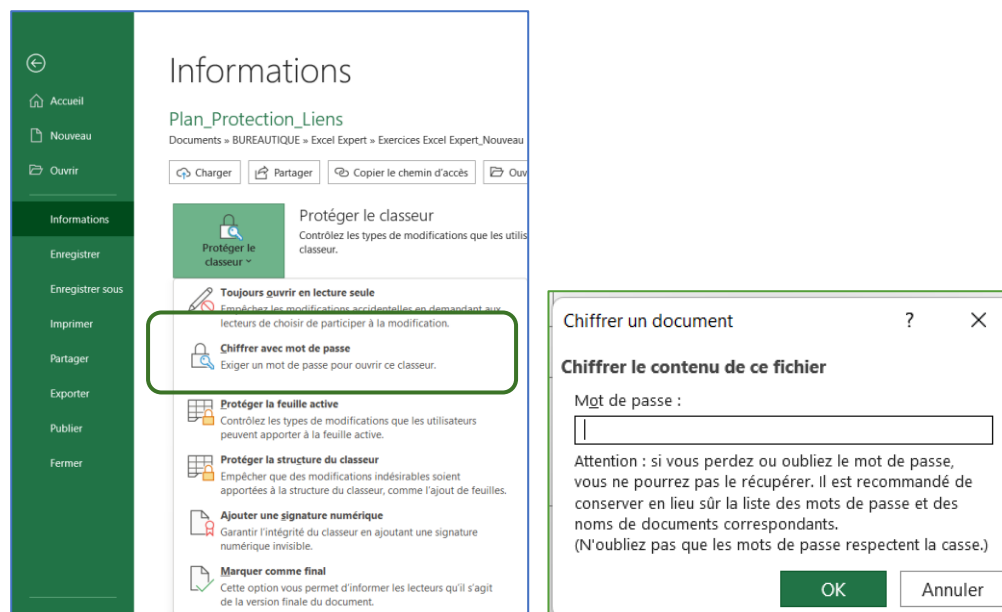 Informations
Plan_Protection_Liens
Documents » BUREAUTIQUE » Excel Expert » Exercices Excel Expert_Nouveau
Accueil
Nouveau
Ouvrir
Informations
Enregistrer
Enregistrer sous
Imprimer
Partager
Exporter
Publier
Fermer
Charger
Partager
Copier le chemin d'accès
Ouv
Protéger le
classeur
Protéger le classeur
Contrôlez les types de modifications que les utilis
classeur.
Toujours ouvrir en lecture seule
Empêchez les modifications accidentelles en demandant aux
lecteurs de choisir de participer à la modification.
Chiffrer avec mot de passe
Exiger un mot de passe pour ouvrir ce classeur.
Protéger la feuille active
Contrôlez les types de modifications que les utilisateurs
peuvent apporter à la feuille active.
Protéger la structure du classeur
Empêcher que des modifications indésirables soient
apportées à la structure du classeur, comme l'ajout de feuilles.
Ajouter une signature numérique
Garantir l'intégrité du classeur en ajoutant une signature
numérique invisible.
Marquer comme final
Cette option vous permet d'informer les lecteurs qu'il s'agit
de la version finale du document.
Chiffrer un document ? ×
Chiffrer le contenu de ce fichier
Mot de passe :
Attention : si vous perdez ou oubliez le mot de passe,
vous ne pourrez pas le récupérer. Il est recommandé de
conserver en lieu sûr la liste des mots de passe et des
noms de documents correspondants.
(N'oubliez pas que les mots de passe respectent la casse.)
OK
Annuler